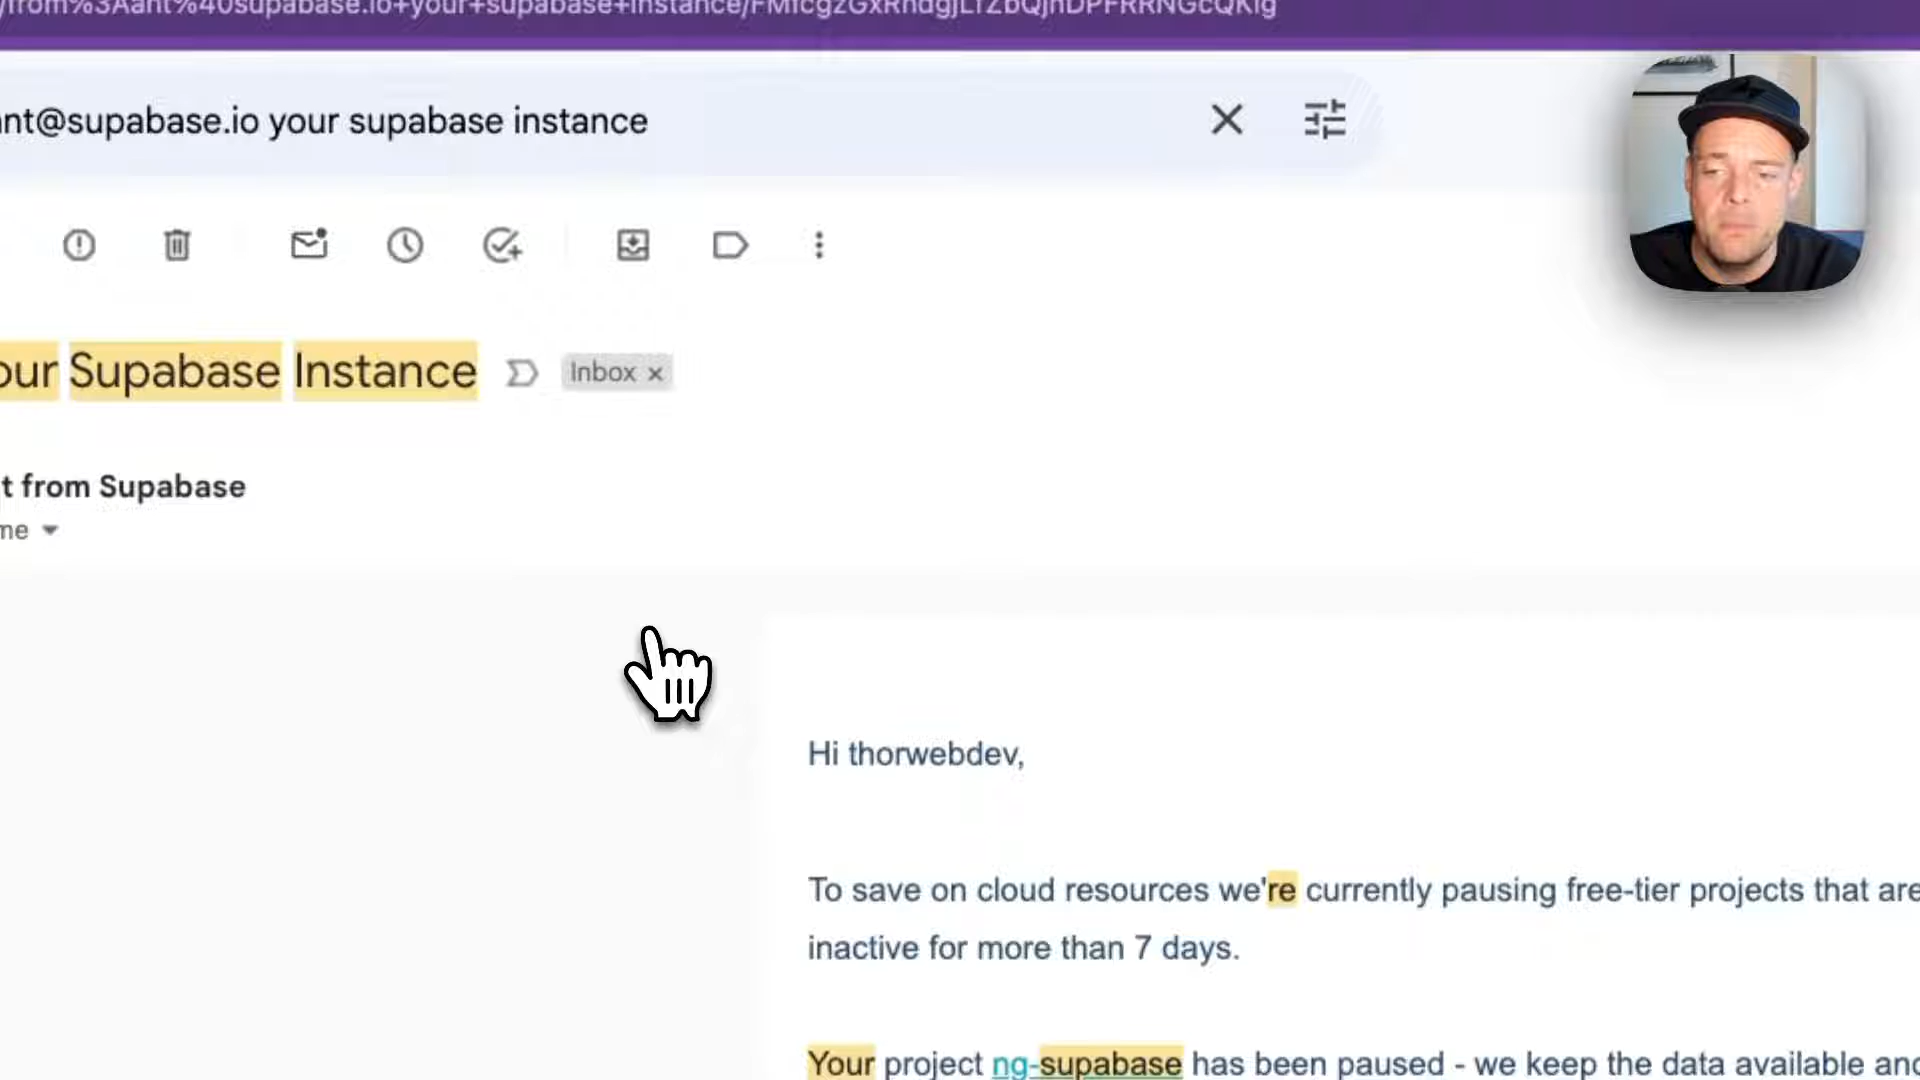 nt@supabase.io your supabase instance
our Supabase Instance
Inbox
t from Supabase
me
Hi thorwebdev,
To save on cloud resources we're currently pausing free-tier projects that are
inactive for more than 7 days.
Your project ng-supabase has been paused - we keep the data available and